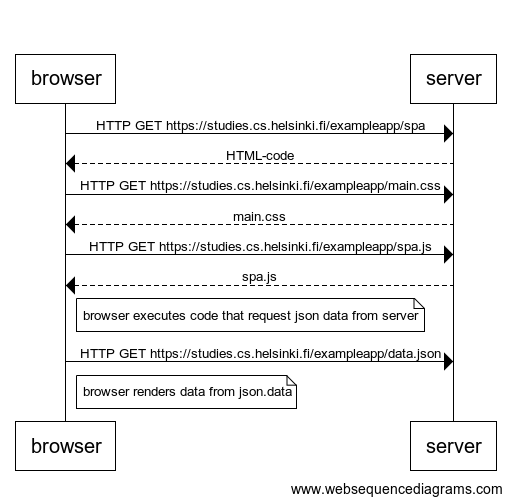 browser server
HTTP GET https://studies.cs.helsinki.fi/exampleapp/spa
HTML-code
HTTP GET https://studies.cs.helsinki.fi/exampleapp/main.css
main.css
HTTP GET https://studies.cs.helsinki.fi/exampleapp/spa.js
spa.js
browser executes code that request json data from server
HTTP GET https://studies.cs.helsinki.fi/exampleapp/data.json
browser renders data from json.data
browser server
www.websequencediagrams.com